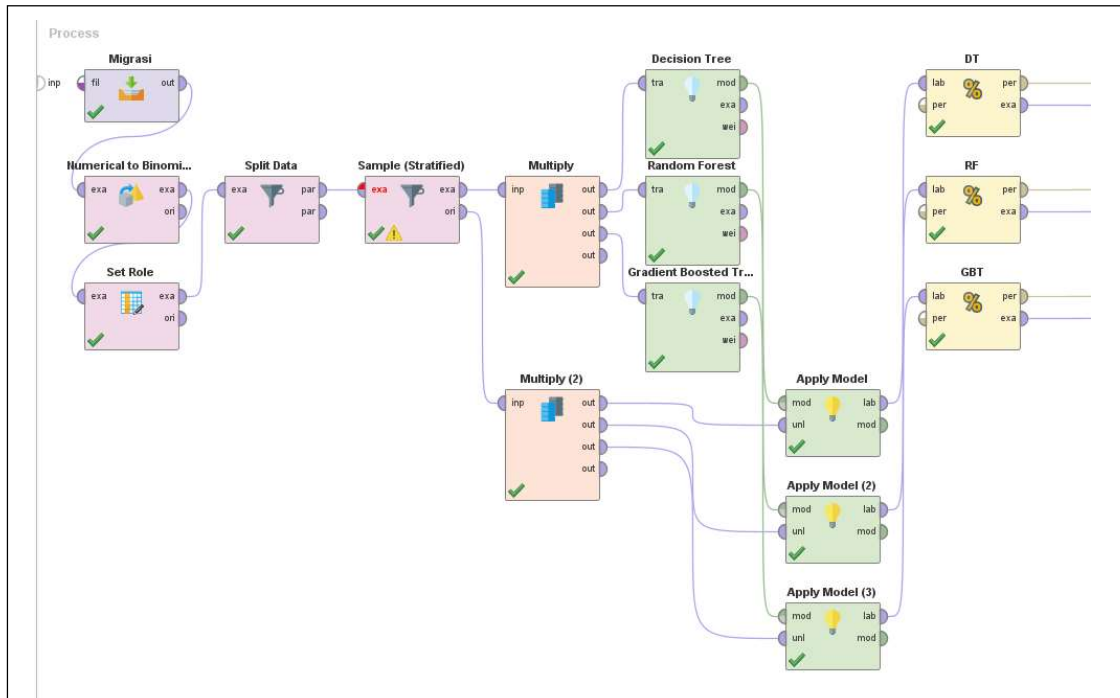 Process
Migrasi
inp
fil out
Numerical to Binomi...
exa exa
ori
Set Role
exa exa
ori
Split Data
exa par
par
Sample (Stratified)
exa exa
ori
Multiply
inp out
out
out
out
Multiply (2)
inp out
out
out
out
Decision Tree
tra mod
exa
wei
Random Forest
tra mod
exa
wei
Gradient Boosted Tr...
tra mod
exa
wei
Apply Model
mod lab
unl mod
Apply Model (2)
mod lab
unl mod
Apply Model (3)
mod lab
unl mod
DT
lab % per
per exa
RF
lab % per
per exa
GBT
lab % per
per exa